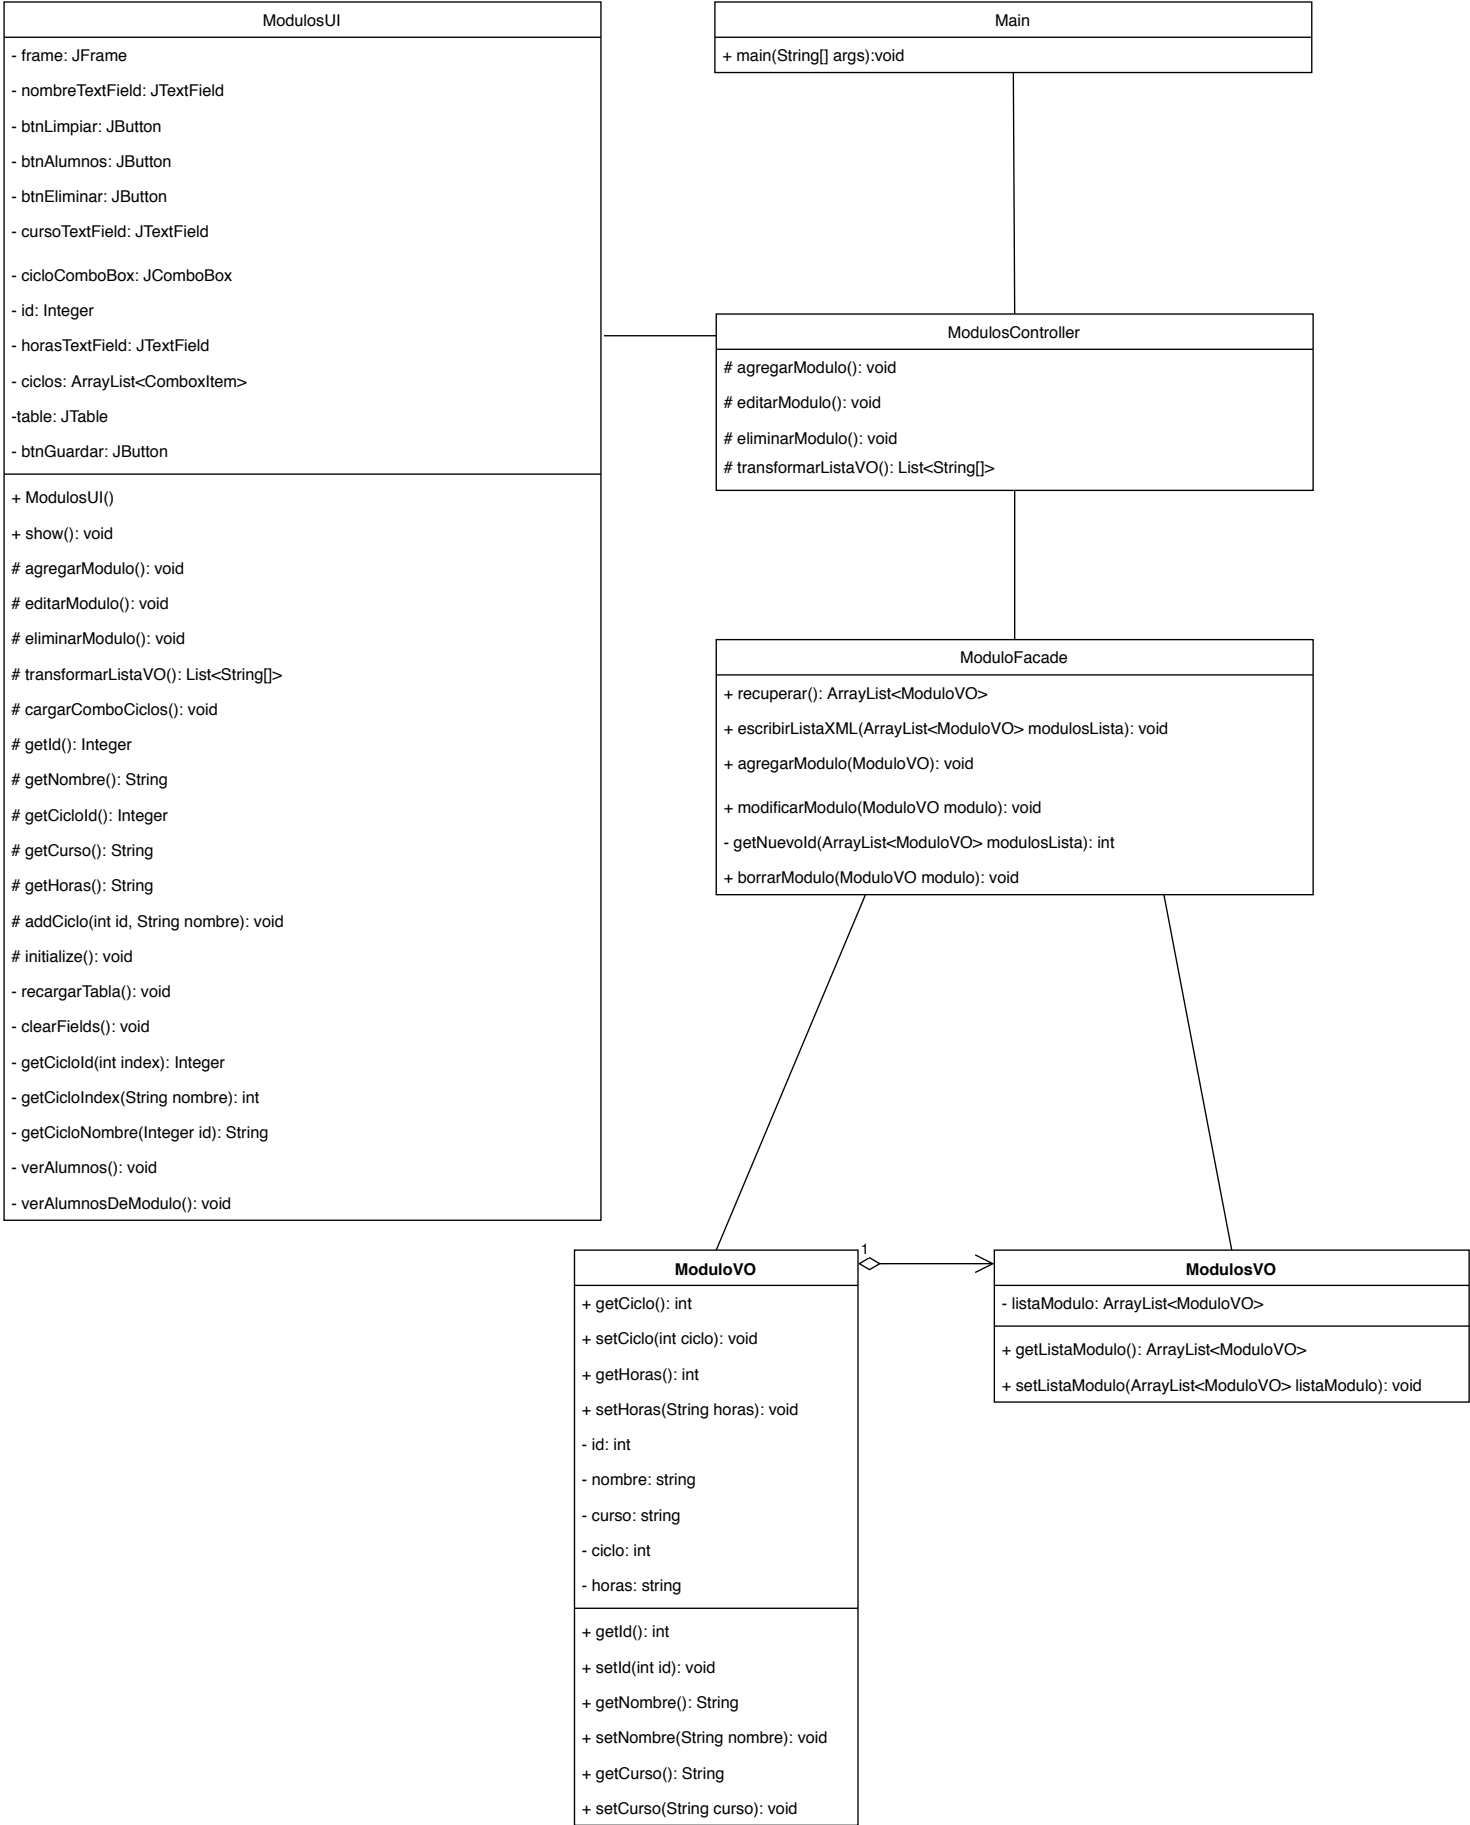 ModulosUI
- frame: JFrame
- nombreTextField: JTextField
- btnLimpiar: JButton
- btnAlumnos: JButton
- btnEliminar: JButton
- cursoTextField: JTextField
- cicloComboBox: JComboBox
- id: Integer
- horasTextField: JTextField
- ciclos: ArrayList<ComboxItem>
-table: JTable
- btnGuardar: JButton
+ ModulosUI()
+ show(): void
# agregarModulo(): void
# editarModulo(): void
# eliminarModulo(): void
# transformarListaVO(): List<String[]>
# cargarComboCiclos(): void
# getId(): Integer
# getNombre(): String
# getCicloId(): Integer
# getCurso(): String
# getHoras(): String
# addCiclo(int id, String nombre): void
# initialize(): void
- recargarTabla(): void
- clearFields(): void
- getCicloId(int index): Integer
- getCicloIndex(String nombre): int
- getCicloNombre(Integer id): String
- verAlumnos(): void
- verAlumnosDeModulo(): void
Main
+ main(String[] args):void
ModulosController
# agregarModulo(): void
# editarModulo(): void
# eliminarModulo(): void
# transformarListaVO(): List<String[]>
ModuloFacade
+ recuperar(): ArrayList<ModuloVO>
+ escribirListaXML(ArrayList<ModuloVO> modulosLista): void
+ agregarModulo(ModuloVO): void
+ modificarModulo(ModuloVO modulo): void
- getNuevoId(ArrayList<ModuloVO> modulosLista): int
+ borrarModulo(ModuloVO modulo): void
ModuloVO
+ getCiclo(): int
+ setCiclo(int ciclo): void
+ getHoras(): int
+ setHoras(String horas): void
- id: int
- nombre: string
- curso: string
- ciclo: int
- horas: string
+ getId(): int
+ setId(int id): void
+ getNombre(): String
+ setNombre(String nombre): void
+ getCurso(): String
+ setCurso(String curso): void
1
ModulosVO
- listaModulo: ArrayList<ModuloVO>
+ getListaModulo(): ArrayList<ModuloVO>
+ setListaModulo(ArrayList<ModuloVO> listaModulo): void